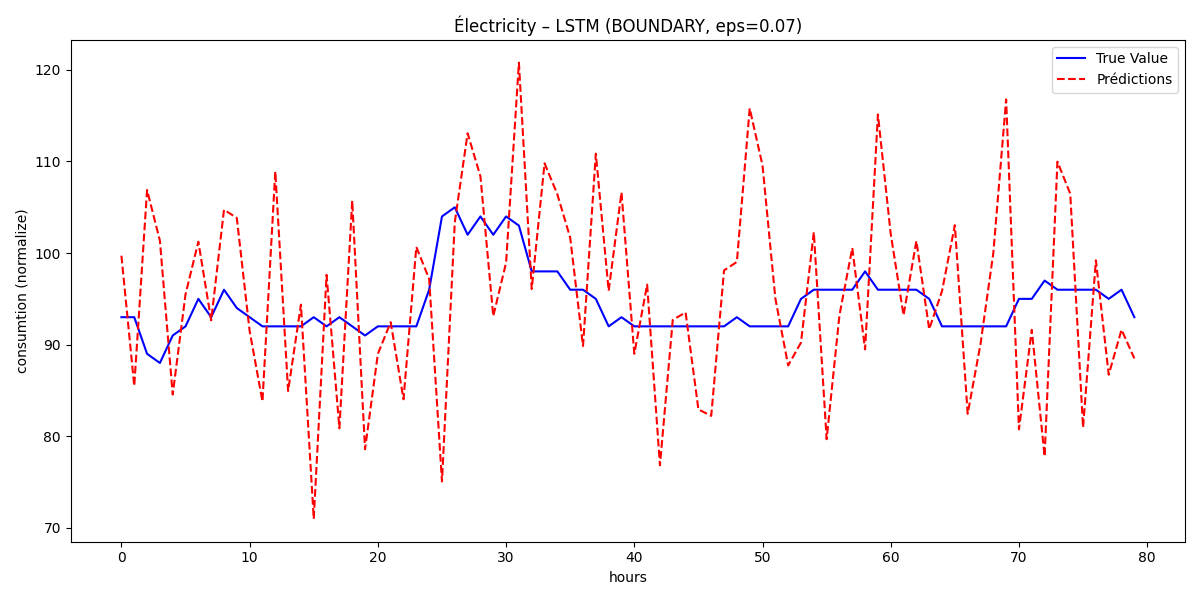 Électricity – LSTM (BOUNDARY, eps=0.07)
True Value
Prédictions
consumtion (normalize)
120
110
100
90
80
70
0 10 20 30 40 50 60 70 80
hours